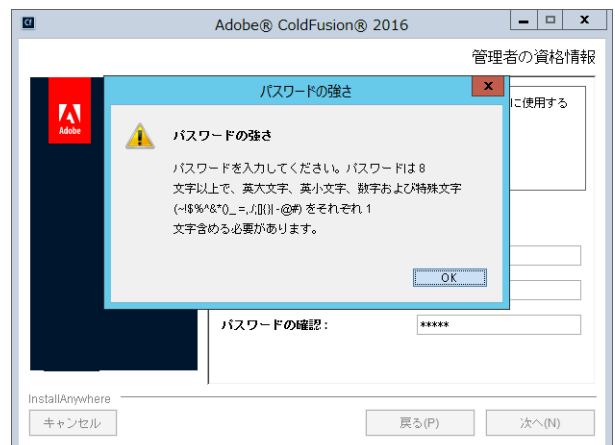 Cf
Adobe® ColdFusion® 2016
管理者の資格情報
Adobe
に使用する
パスワードの強さ
x
パスワードの強さ
パスワードを入力してください。パスワードは 8
文字以上で、英大文字、英小文字、数字および特殊文字
(~!$%^&*()_ =,./;[]{}| -@#) をそれぞれ 1
文字含める必要があります。
OK
パスワードの確認 :
*****
InstallAnywhere
キャンセル
戻る(P)
次へ(N)